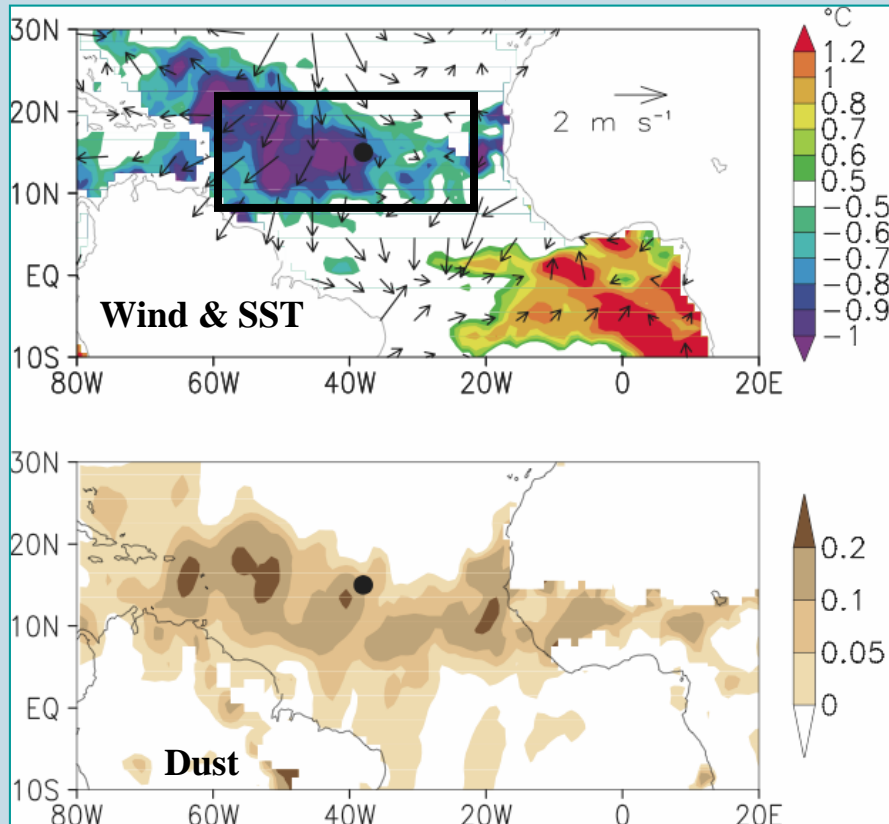 °C
30N
20N
10N
EQ
10S
80W 60W 40W 20W 0 20E
2 m s⁻¹
Wind & SST
1.2
1
0.8
0.7
0.6
0.5
−0.5
−0.6
−0.7
−0.8
−0.9
−1
30N
20N
10N
EQ
10S
80W 60W 40W 20W 0 20E
Dust
0.2
0.1
0.05
0